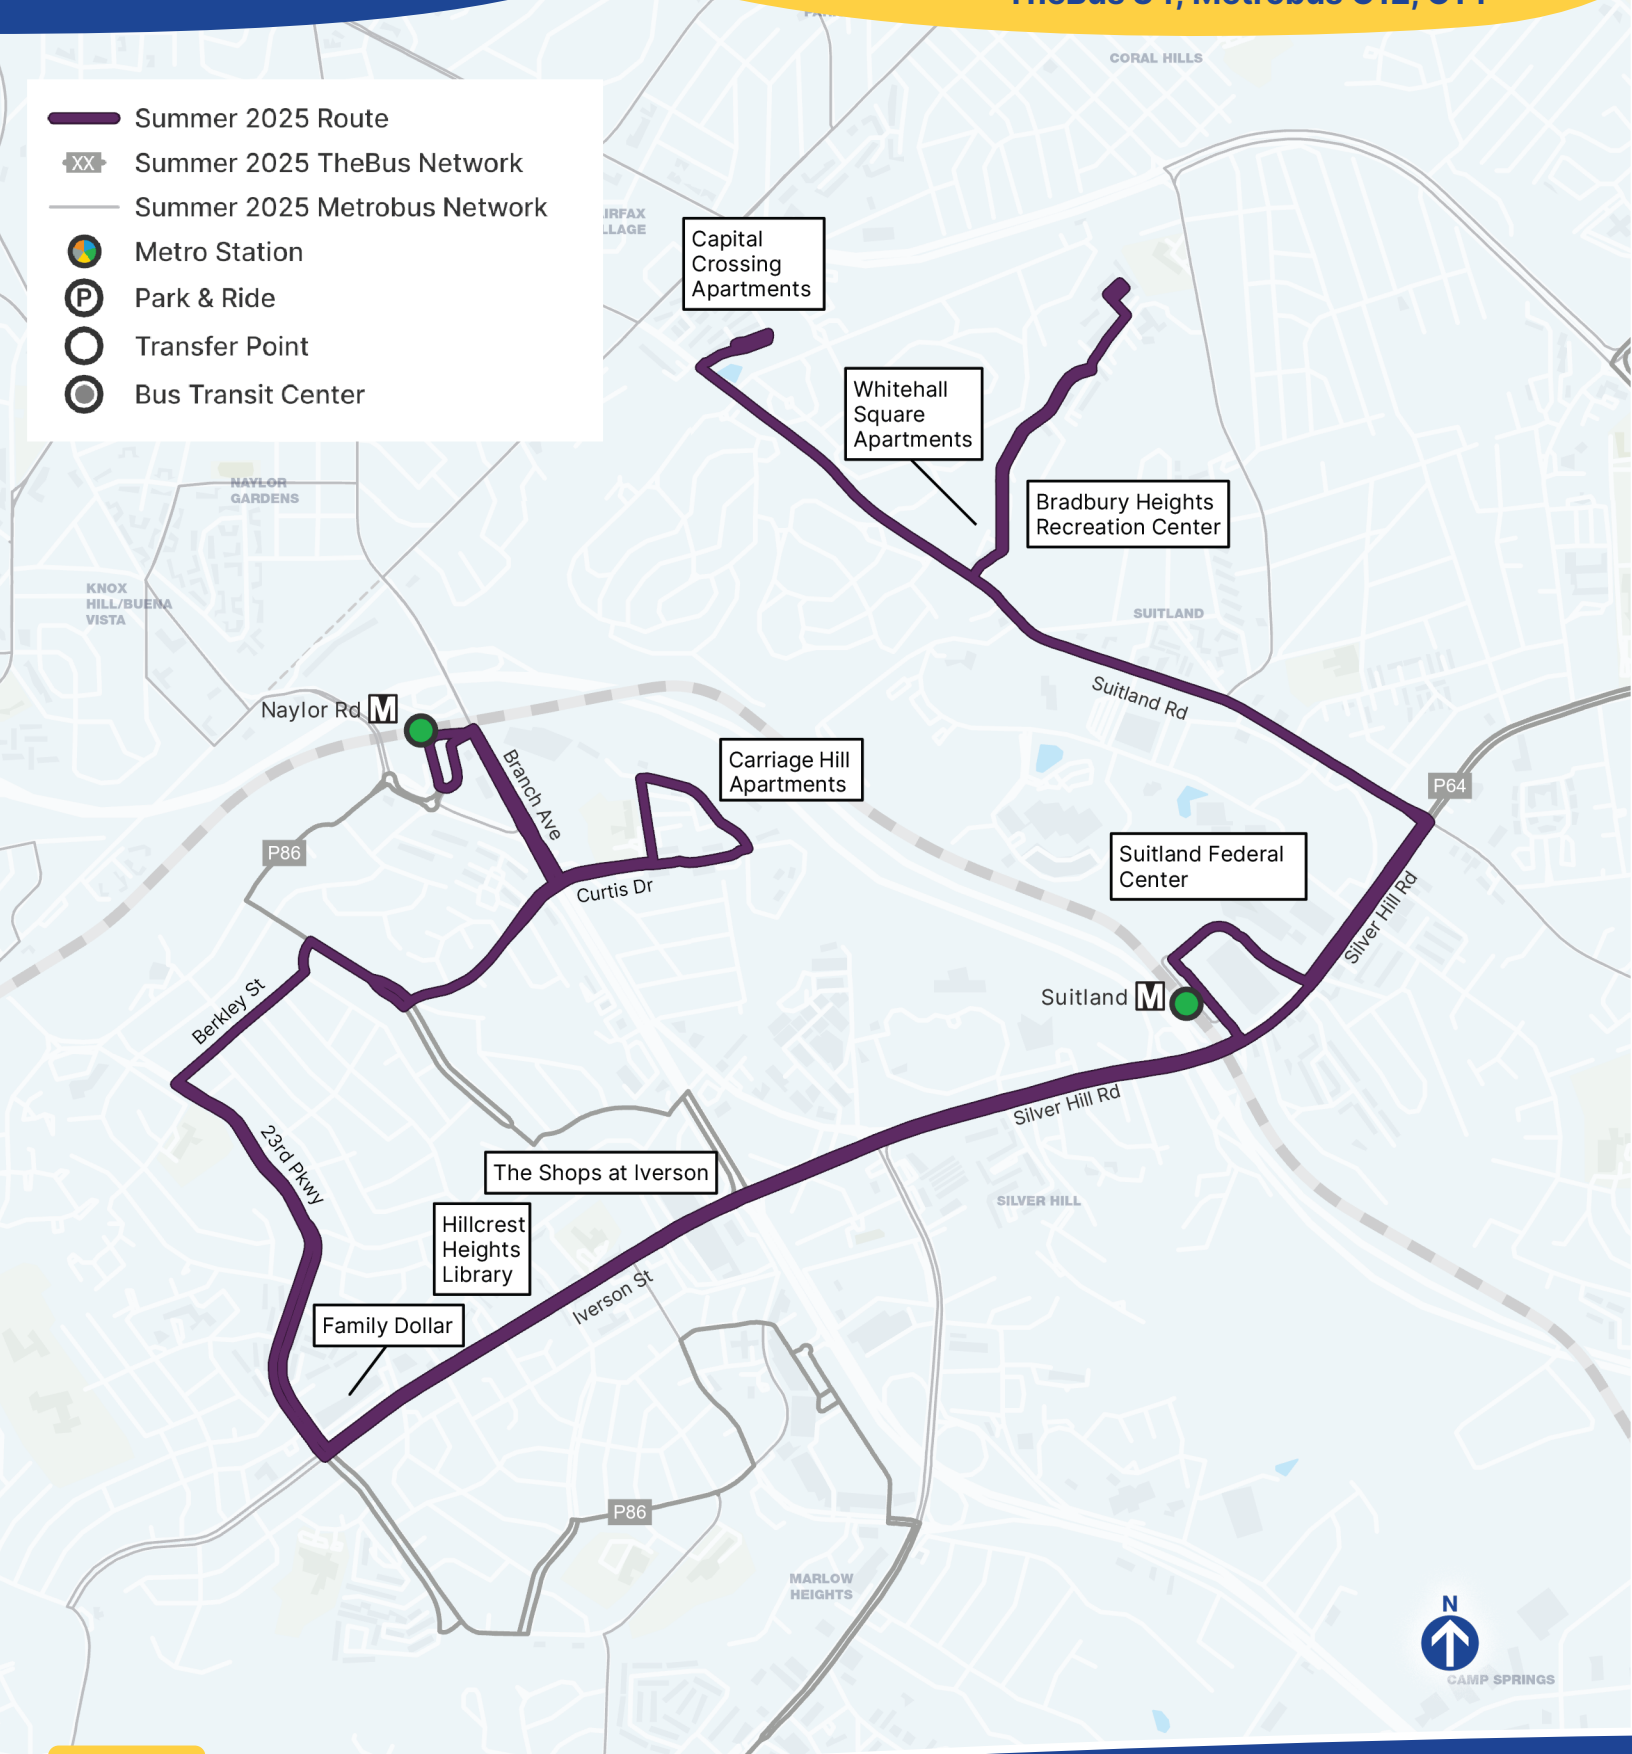 CORAL HILLS
Summer 2025 Route
XX
Summer 2025 TheBus Network
Summer 2025 Metrobus Network
Metro Station
P
Park & Ride
Transfer Point
Bus Transit Center
Capital
Crossing
Apartments
Whitehall
Square
Apartments
Bradbury Heights
Recreation Center
NAYLOR
GARDENS
KNOX
HILL/BUENA
VISTA
SUITLAND
Suitland Rd
Naylor Rd M
Branch Ave
Carriage Hill
Apartments
P64
P86
Curtis Dr
Suitland Federal
Center
Silver Hill Rd
Berkley St
Suitland M
Silver Hill Rd
23rd Pkwy
The Shops at Iverson
SILVER HILL
Hillcrest
Heights
Library
Iverson St
Family Dollar
P86
MARLOW
HEIGHTS
N
CAMP SPRINGS